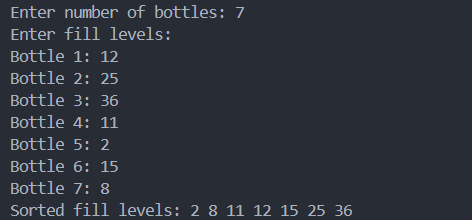 Enter number of bottles: 7
Enter fill levels:
Bottle 1: 12
Bottle 2: 25
Bottle 3: 36
Bottle 4: 11
Bottle 5: 2
Bottle 6: 15
Bottle 7: 8
Sorted fill levels: 2 8 11 12 15 25 36